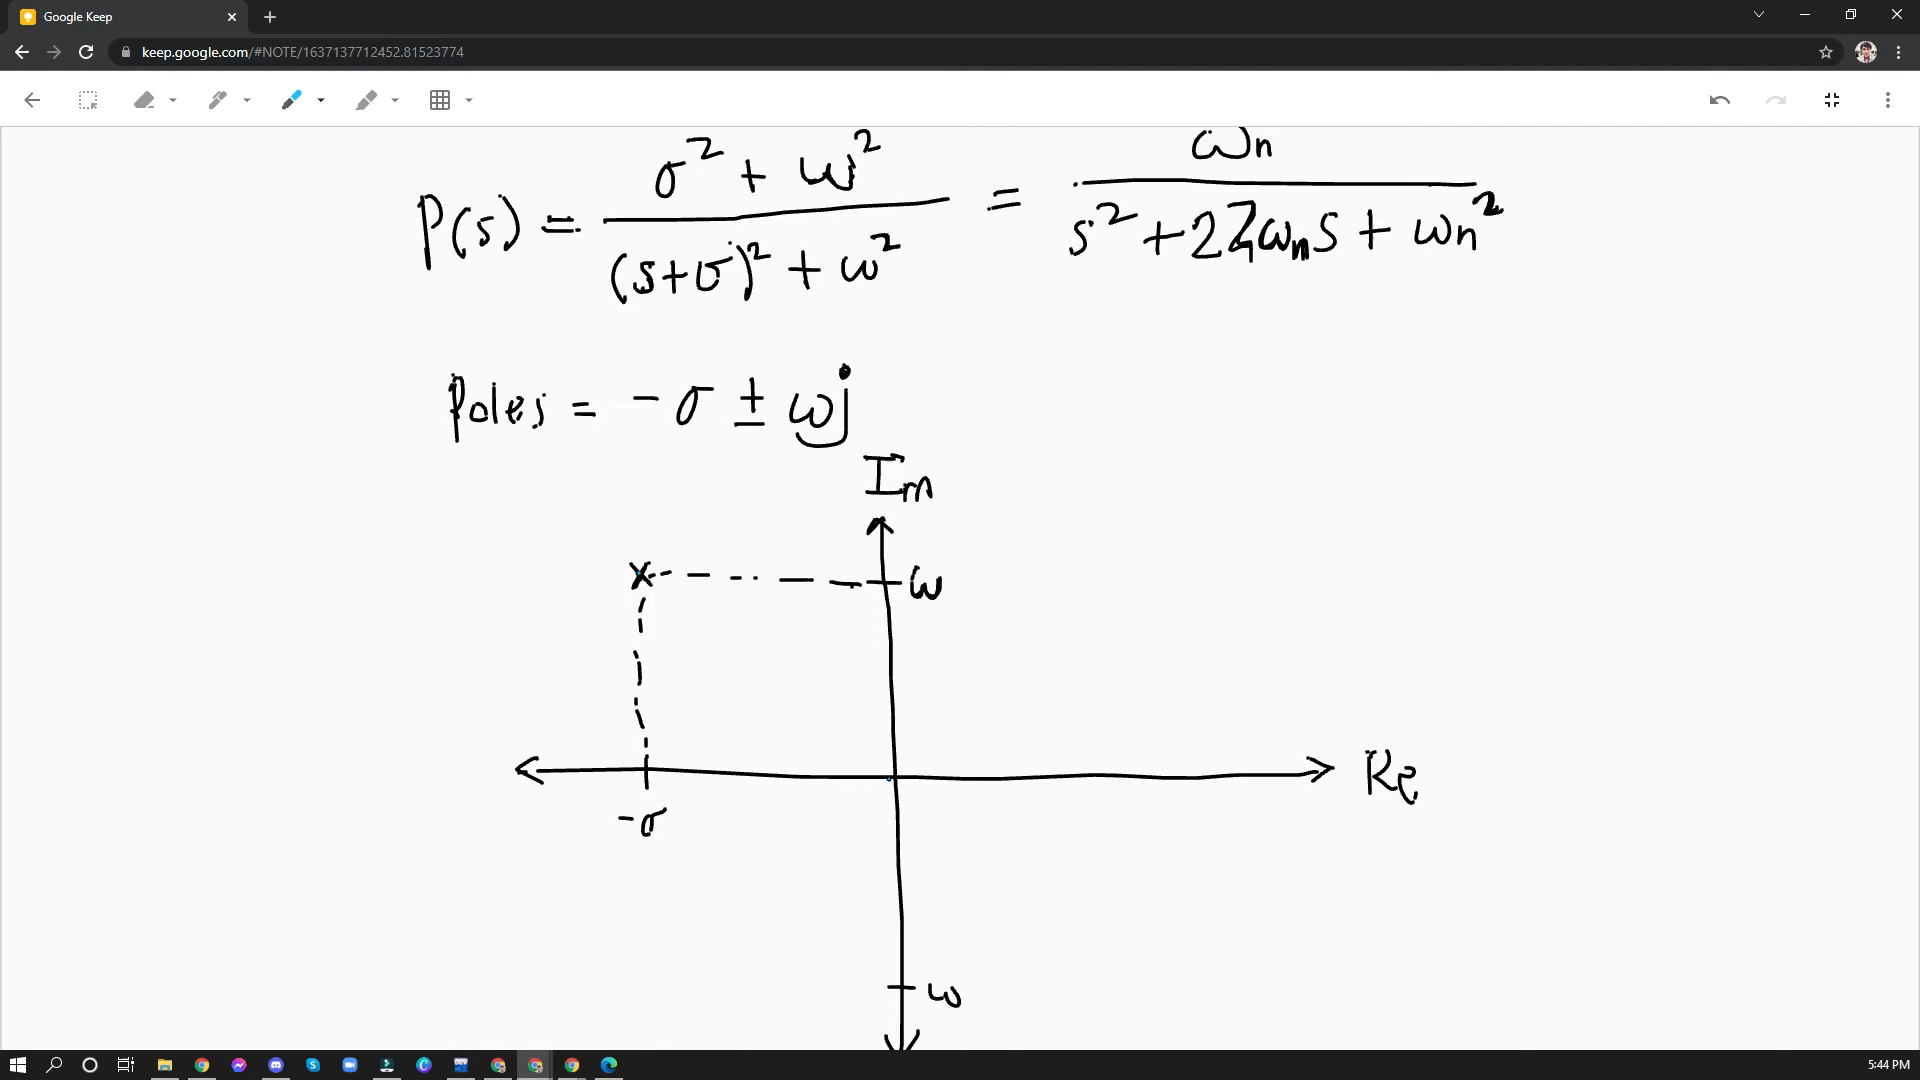 Google Keep
keep.google.com/#NOTE/1637137712452.81523774
P(s) = σ² + ω² / (s+σ)² + ω² = ωn / s² + 2ζωns + ωn²
Poles = - σ ± ωj
Im
ω
Re
-σ
ω
5:44 PM